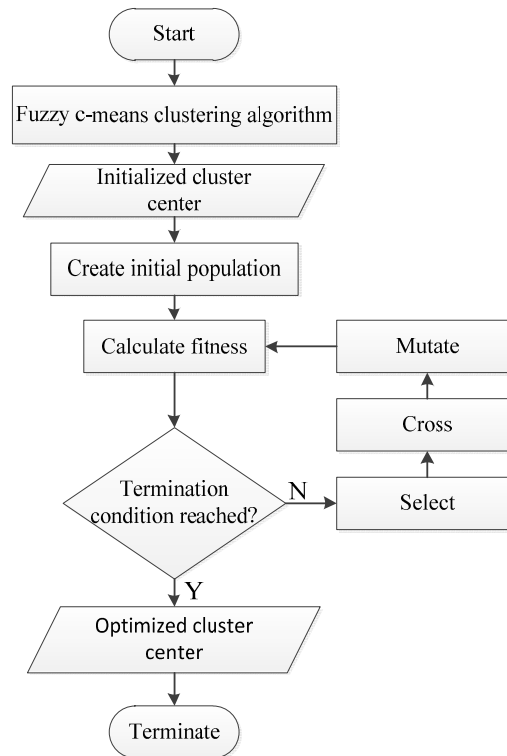 Start
Fuzzy c-means clustering algorithm
Initialized cluster
center
Create initial population
Calculate fitness
Mutate
Cross
Termination
condition reached?
N
Select
Y
Optimized cluster
center
Terminate